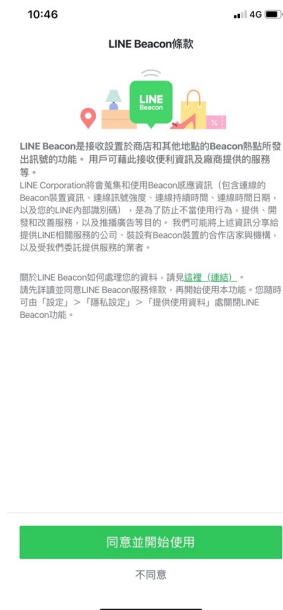 10:46
4G
LINE Beacon條款
LINE
Beacon
%
LINE Beacon是接收設置於商店和其他地點的Beacon熱點所發
出訊號的功能。用戶可藉此接收便利資訊及廠商提供的服務
等。
LINE Corporation將會蒐集和使用Beacon感應資訊（包含連線的
Beacon裝置資訊、連線訊號強度、連線持續時間、連線時間日期，
以及您的LINE內部識別碼），是為了防止不當使用行為，提供、開
發和改善服務，以及推播廣告等目的。 我們可能將上述資訊分享給
提供LINE相關服務的公司、裝設有Beacon裝置的合作店家與機構，
以及受我們委託提供服務的業者。
關於LINE Beacon如何處理您的資料，請見這裡（連結）。
請先詳讀並同意LINE Beacon服務條款，再開始使用本功能。您隨時
可由「設定」＞「隱私設定」＞「提供使用資料」處關閉LINE
Beacon功能。
同意並開始使用
不同意